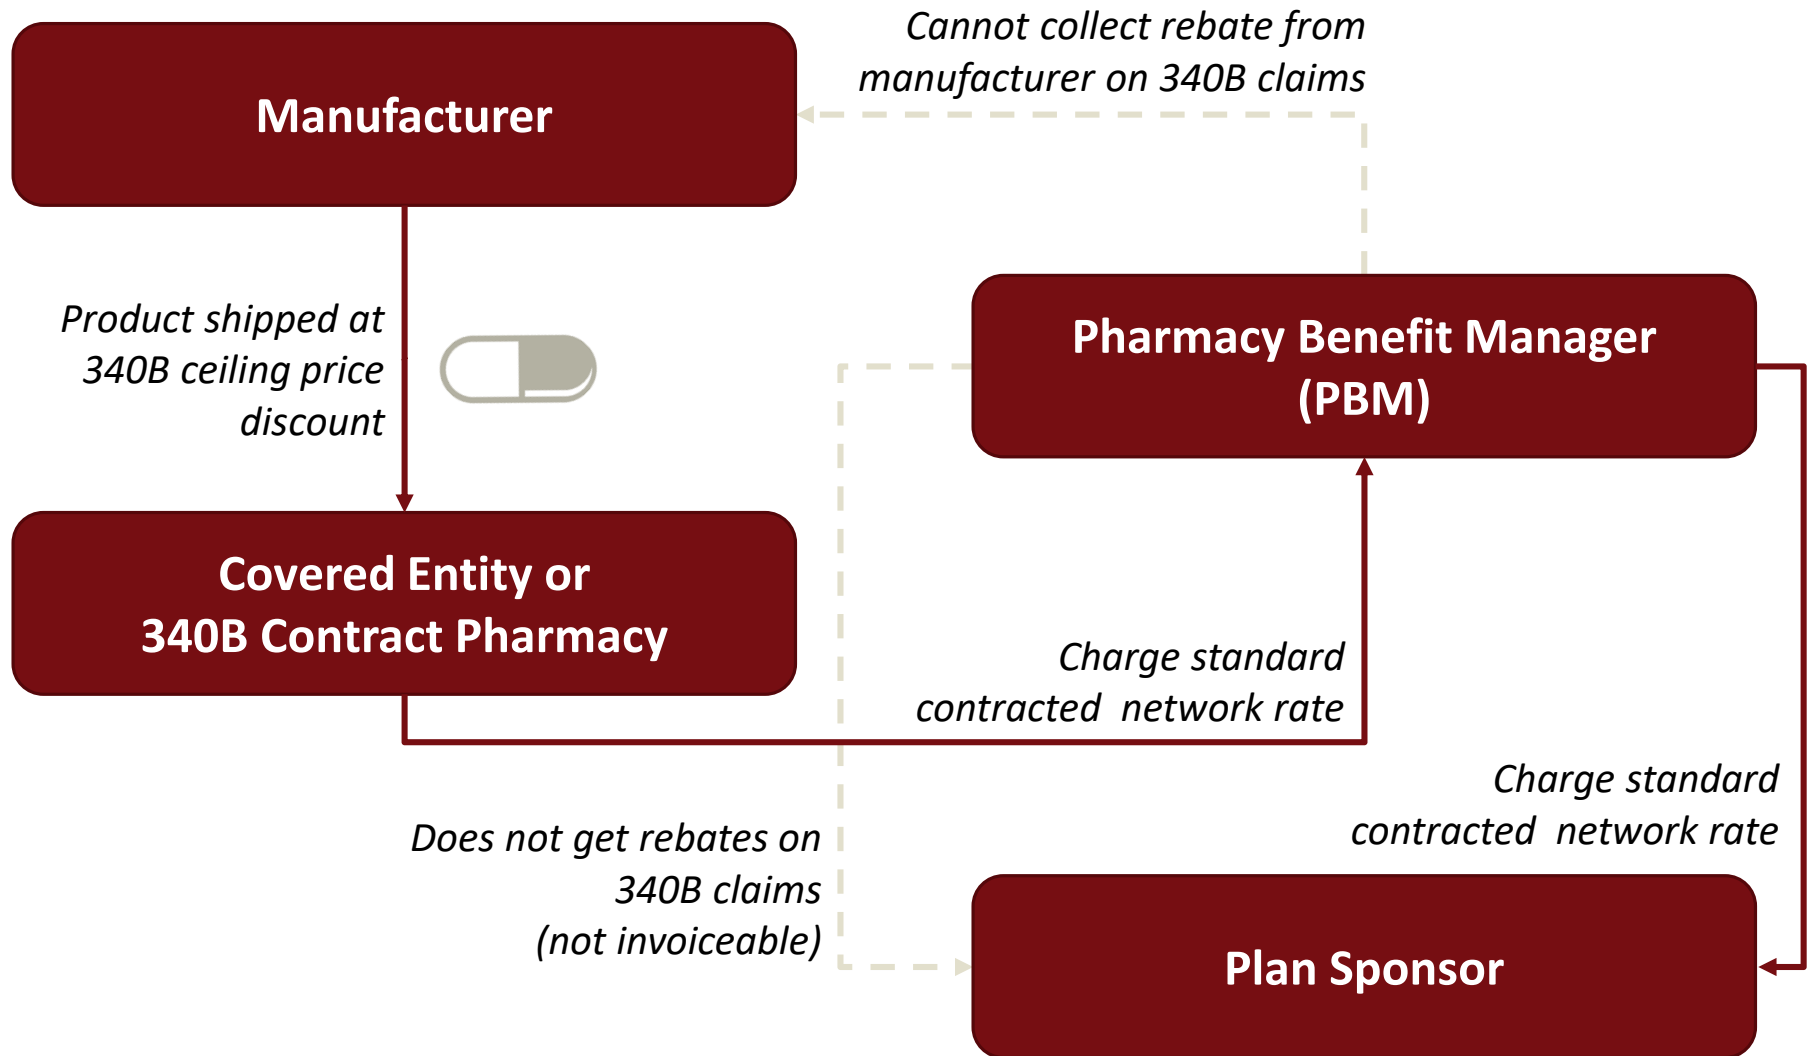 Cannot collect rebate from
manufacturer on 340B claims
Manufacturer
Product shipped at
340B ceiling price
discount
Pharmacy Benefit Manager
(PBM)
Covered Entity or
340B Contract Pharmacy
Charge standard
contracted  network rate
Charge standard
contracted  network rate
Does not get rebates on
340B claims
(not invoiceable)
Plan Sponsor